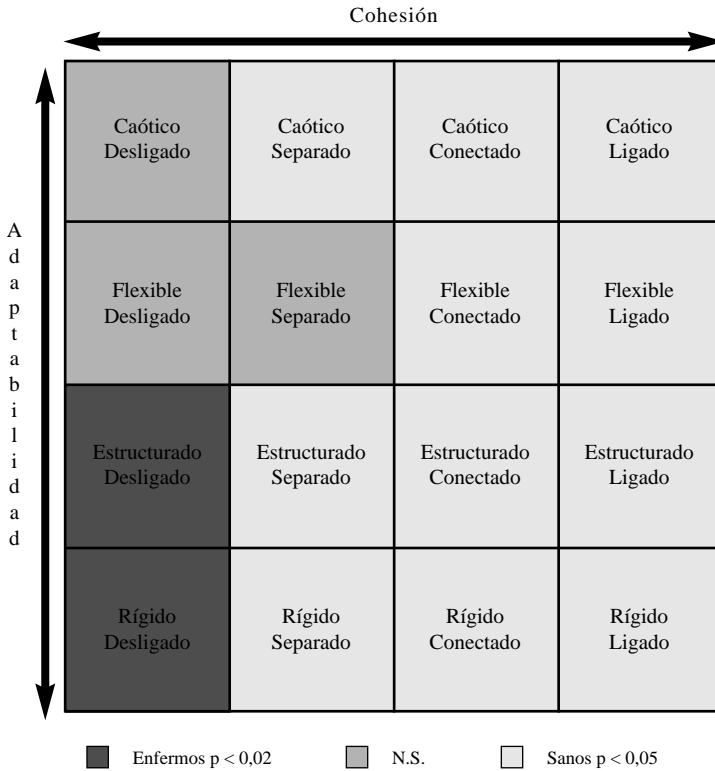 Cohesión
Adaptabilidad
Caótico
Desligado
Caótico
Separado
Caótico
Conectado
Caótico
Ligado
Flexible
Desligado
Flexible
Separado
Flexible
Conectado
Flexible
Ligado
Estructurado
Desligado
Estructurado
Separado
Estructurado
Conectado
Estructurado
Ligado
Rígido
Desligado
Rígido
Separado
Rígido
Conectado
Rígido
Ligado
Enfermos p < 0,02
N.S.
Sanos p < 0,05